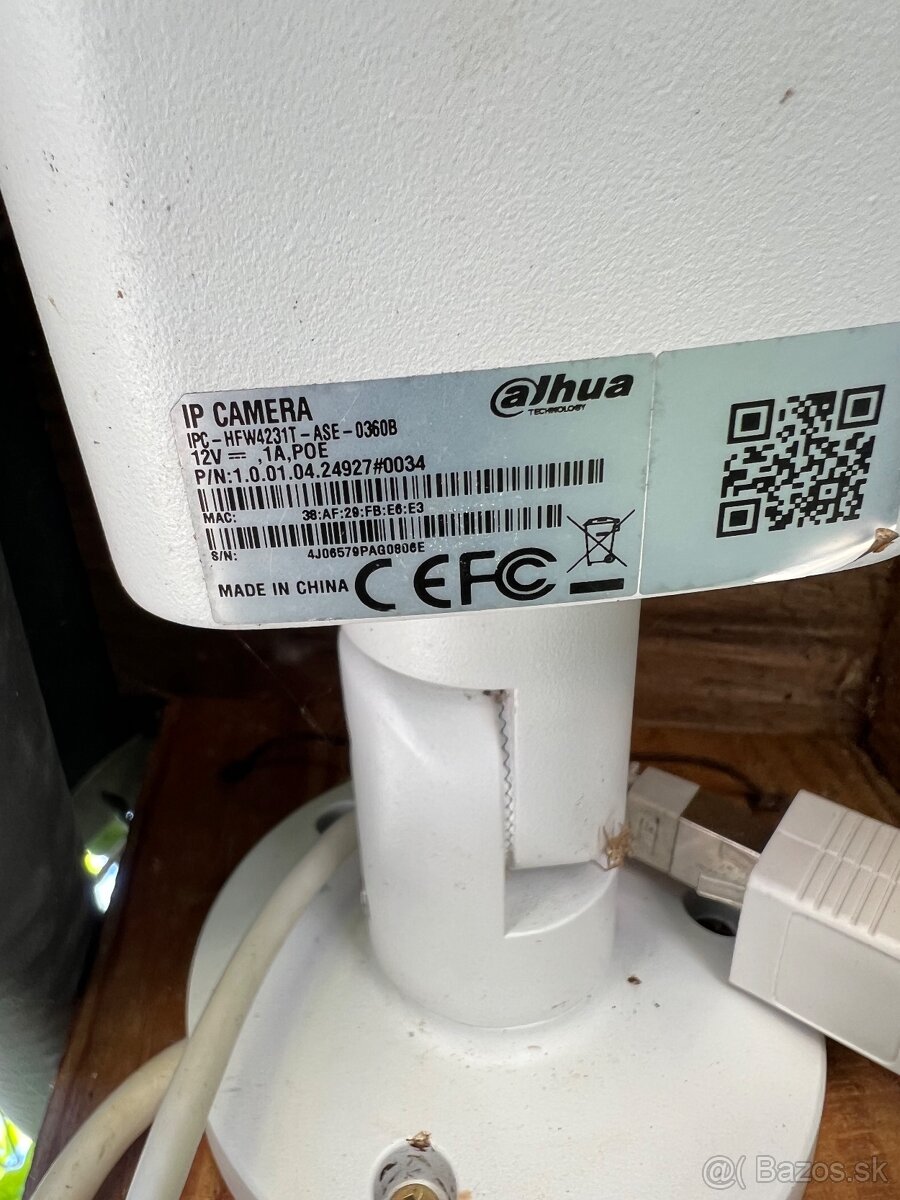 IP CAMERA
IPC-HFW4231T-ASE-0360B
12V ⎓ ,1A,POE
P/N:1.0.01.04.24927#0034
MAC: 38:AF:29:FB:E6:E3
S/N: 4J06579PAG0806E
MADE IN CHINA CE FC
alhua
TECHNOLOGY
@( Bazos.sk